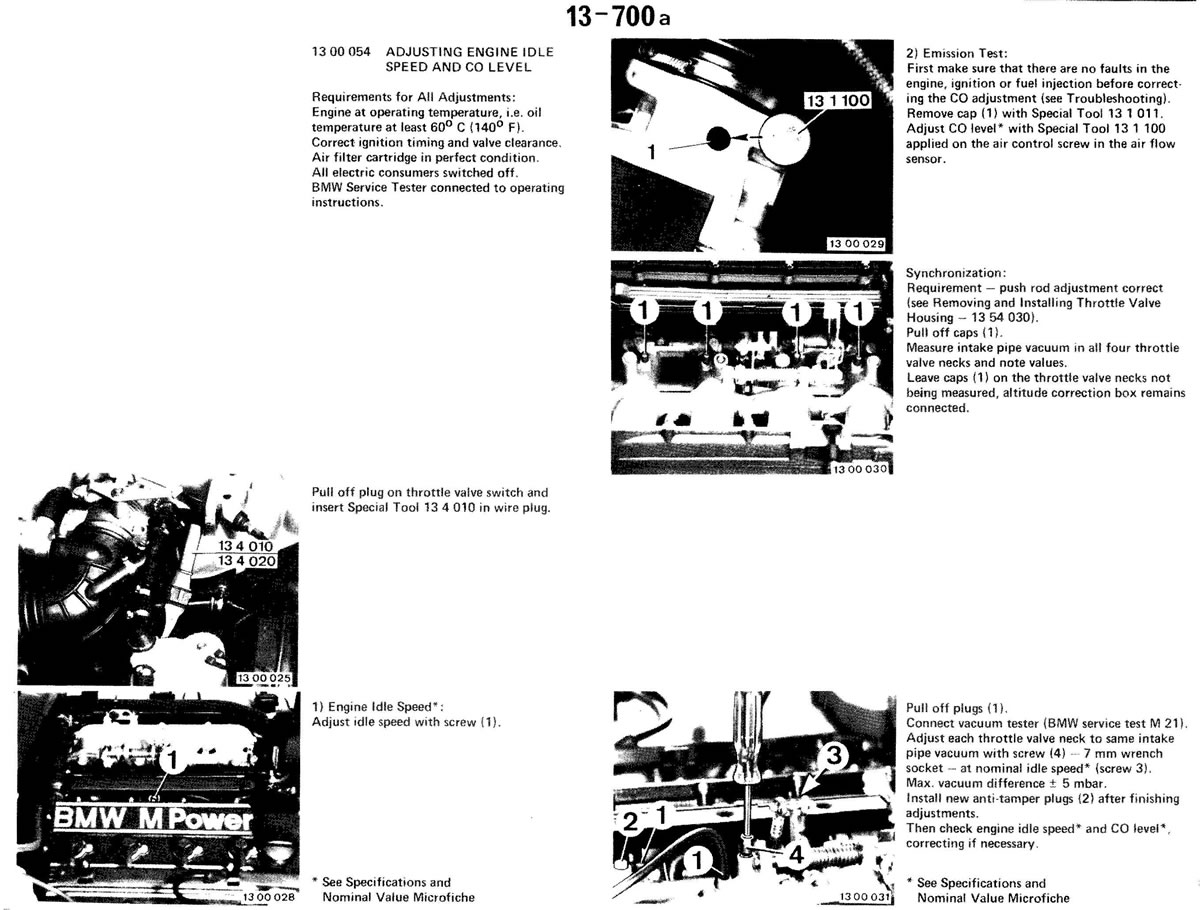 13-700a
13 00 054 ADJUSTING ENGINE IDLE
SPEED AND CO LEVEL
Requirements for All Adjustments:
Engine at operating temperature, i.e. oil
temperature at least 60° C (140° F).
Correct ignition timing and valve clearance.
Air filter cartridge in perfect condition.
All electric consumers switched off.
BMW Service Tester connected to operating
instructions.
13 4 010
13 4 020
13 00 025
Pull off plug on throttle valve switch and
insert Special Tool 13 4 010 in wire plug.
1
BMW M Power
13 00 028
1) Engine Idle Speed*:
Adjust idle speed with screw (1).
* See Specifications and
Nominal Value Microfiche
13 1 100
1
13 00 029
2) Emission Test:
First make sure that there are no faults in the
engine, ignition or fuel injection before correct-
ing the CO adjustment (see Troubleshooting).
Remove cap (1) with Special Tool 13 1 011.
Adjust CO level* with Special Tool 13 1 100
applied on the air control screw in the air flow
sensor.
1 1 1 1
13 00 030
Synchronization:
Requirement — push rod adjustment correct
(see Removing and Installing Throttle Valve
Housing — 13 54 030).
Pull off caps (1).
Measure intake pipe vacuum in all four throttle
valve necks and note values.
Leave caps (1) on the throttle valve necks not
being measured, altitude correction box remains
connected.
3
2 1
1 4
13 00 031
Pull off plugs (1).
Connect vacuum tester (BMW service test M 21).
Adjust each throttle valve neck to same intake
pipe vacuum with screw (4) — 7 mm wrench
socket — at nominal idle speed* (screw 3).
Max. vacuum difference ± 5 mbar.
Install new anti-tamper plugs (2) after finishing
adjustments.
Then check engine idle speed* and CO level*,
correcting if necessary.
* See Specifications and
Nominal Value Microfiche